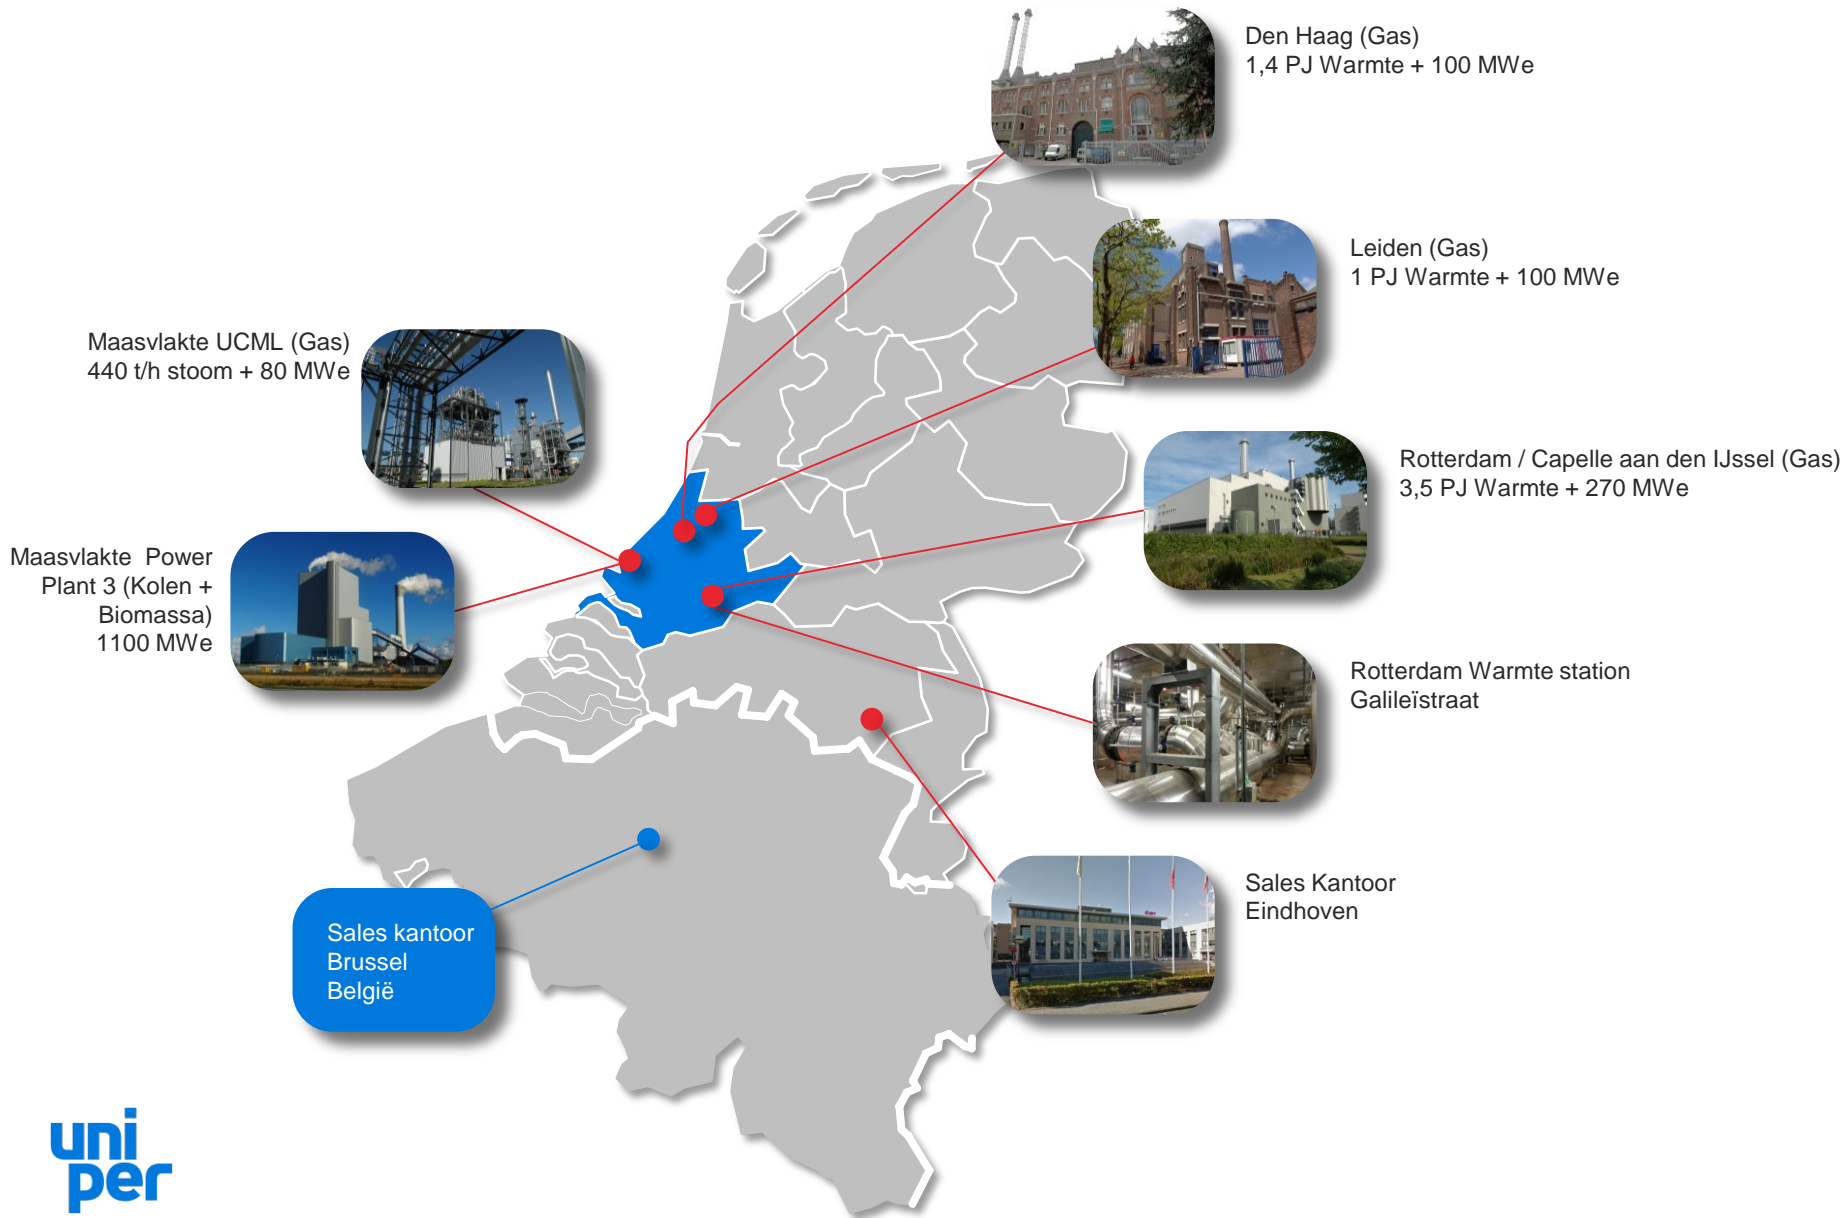 Den Haag (Gas)
1,4 PJ Warmte + 100 MWe
Leiden (Gas)
1 PJ Warmte + 100 MWe
Maasvlakte UCML (Gas)
440 t/h stoom + 80 MWe
Rotterdam / Capelle aan den IJssel (Gas)
3,5 PJ Warmte + 270 MWe
Maasvlakte Power
Plant 3 (Kolen +
Biomassa)
1100 MWe
Rotterdam Warmte station
Galileïstraat
Sales Kantoor
Eindhoven
Sales kantoor
Brussel
België
uni
per